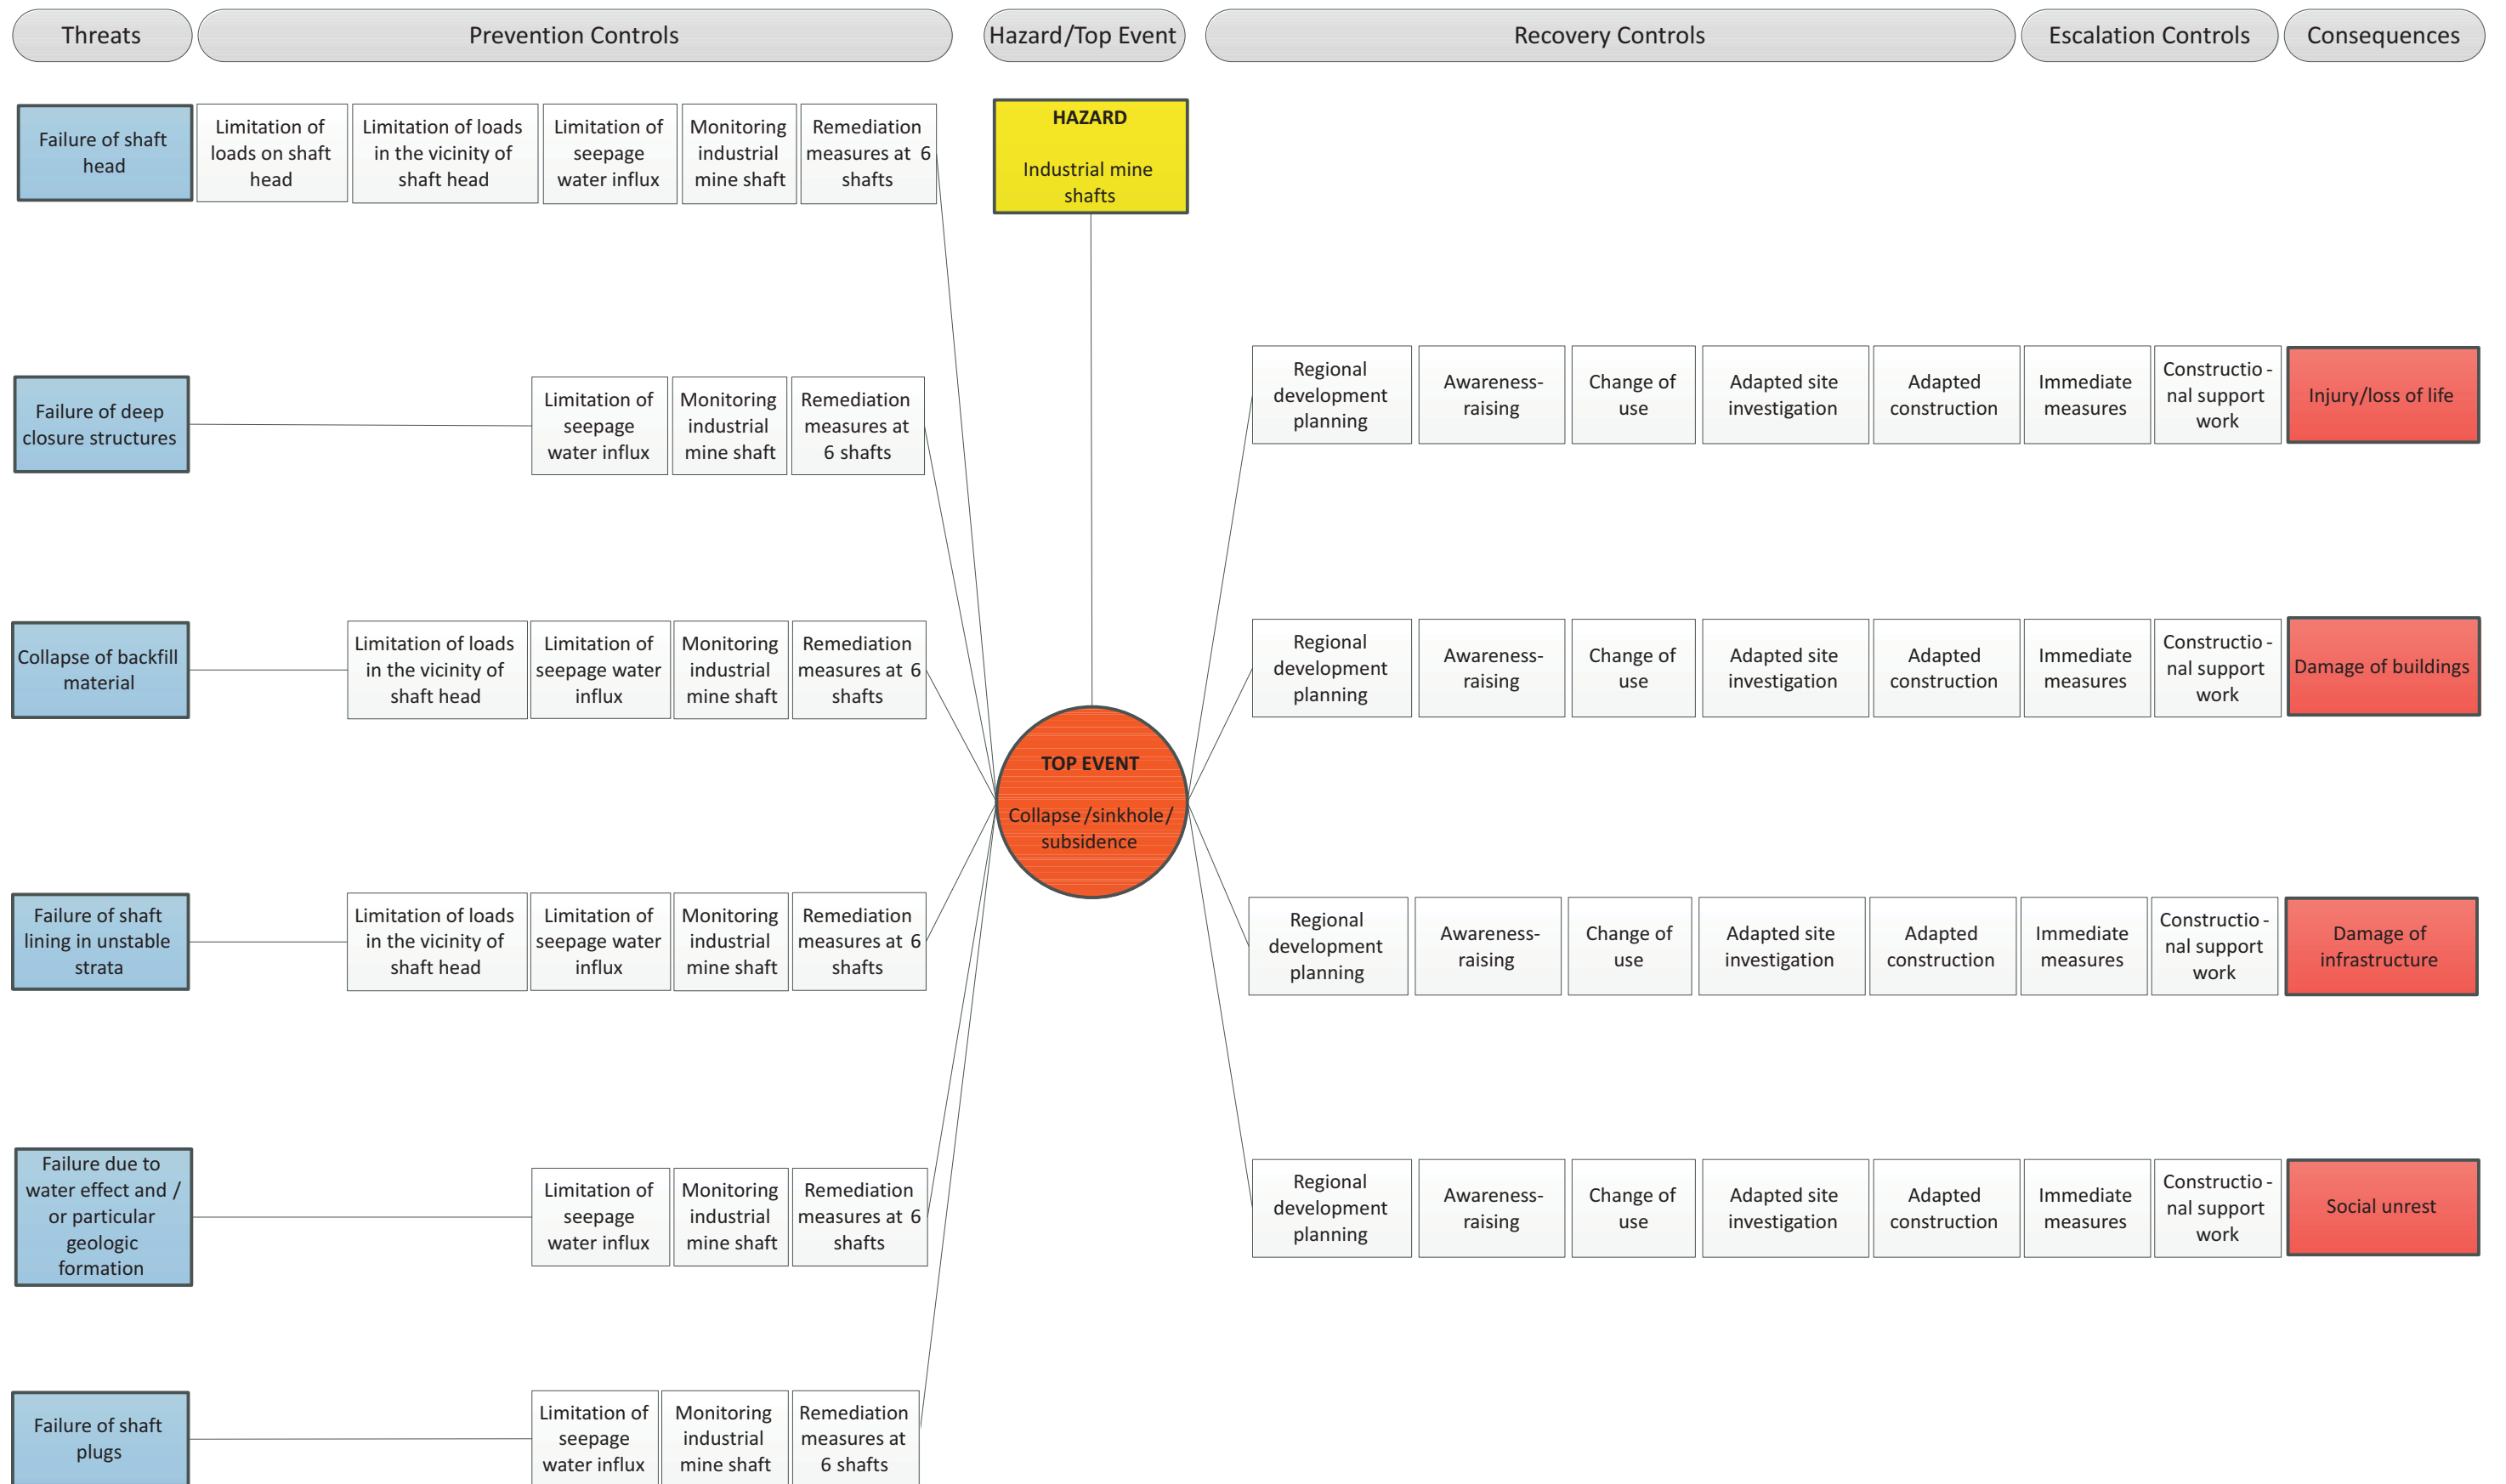 Threats
Prevention Controls
Hazard/Top Event
Recovery Controls
Escalation Controls
Consequences
Failure of shaft
head
Limitation of
loads on shaft
head
Limitation of loads
in the vicinity of
shaft head
Limitation of
seepage
water influx
Monitoring
industrial
mine shaft
Remediation
measures at 6
shafts
HAZARD
Industrial mine
shafts
Failure of deep
closure structures
Limitation of
seepage
water influx
Monitoring
industrial
mine shaft
Remediation
measures at
6 shafts
Regional
development
planning
Awareness-
raising
Change of
use
Adapted site
investigation
Adapted
construction
Immediate
measures
Constructio-
nal support
work
Injury/loss of life
Collapse of backfill
material
Limitation of loads
in the vicinity of
shaft head
Limitation of
seepage water
influx
Monitoring
industrial
mine shaft
Remediation
measures at 6
shafts
Regional
development
planning
Awareness-
raising
Change of
use
Adapted site
investigation
Adapted
construction
Immediate
measures
Constructio-
nal support
work
Damage of buildings
TOP EVENT
Collapse/sinkhole/
subsidence
Failure of shaft
lining in unstable
strata
Limitation of loads
in the vicinity of
shaft head
Limitation of
seepage water
influx
Monitoring
industrial
mine shaft
Remediation
measures at 6
shafts
Regional
development
planning
Awareness-
raising
Change of
use
Adapted site
investigation
Adapted
construction
Immediate
measures
Constructio-
nal support
work
Damage of
infrastructure
Failure due to
water effect and /
or particular
geologic
formation
Limitation of
seepage
water influx
Monitoring
industrial
mine shaft
Remediation
measures at 6
shafts
Regional
development
planning
Awareness-
raising
Change of
use
Adapted site
investigation
Adapted
construction
Immediate
measures
Constructio-
nal support
work
Social unrest
Failure of shaft
plugs
Limitation of
seepage
water influx
Monitoring
industrial
mine shaft
Remediation
measures at
6 shafts